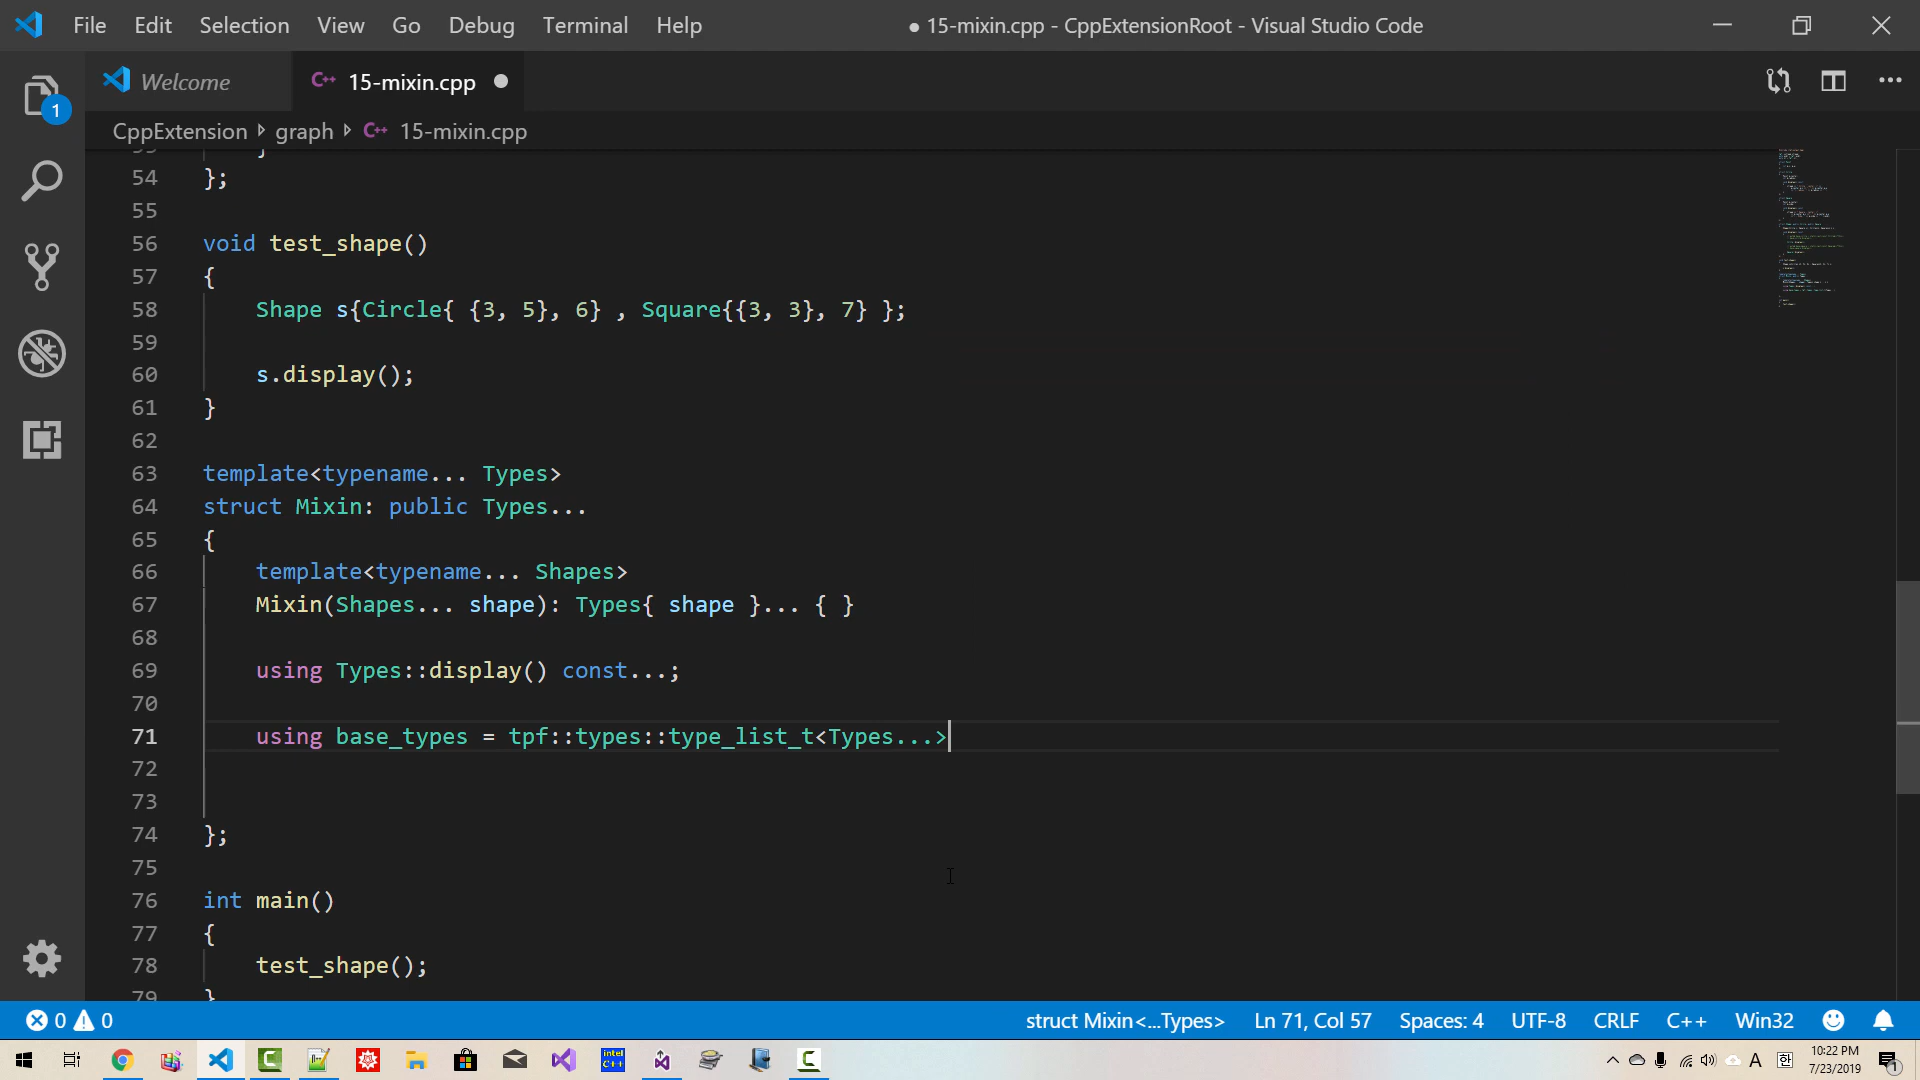 File Edit Selection View Go Debug Terminal Help
● 15-mixin.cpp - CppExtensionRoot - Visual Studio Code
Welcome
C++ 15-mixin.cpp
1
CppExtension graph C++ 15-mixin.cpp
54 };
55
56 void test_shape()
57 {
58 Shape s{Circle{ {3, 5}, 6} , Square{{3, 3}, 7} };
59
60 s.display();
61 }
62
63 template<typename... Types>
64 struct Mixin: public Types...
65 {
66 template<typename... Shapes>
67 Mixin(Shapes... shape): Types{ shape }... { }
68
69 using Types::display() const...;
70
71 using base_types = tpf::types::type_list_t<Types...>
72
73
74 };
75
76 int main()
77 {
78 test_shape();
79 }
0 0
struct Mixin<...Types> Ln 71, Col 57 Spaces: 4 UTF-8 CRLF C++ Win32
intel C++
A 한 10:22 PM
7/23/2019
1